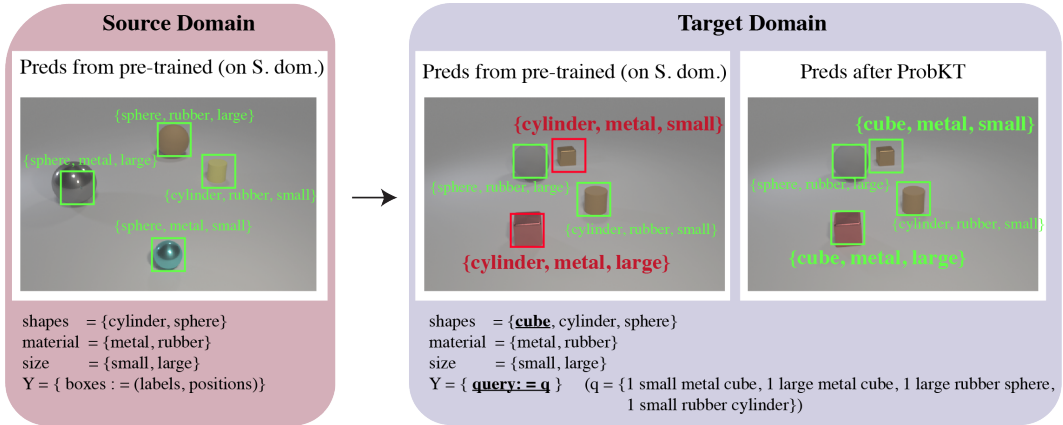 Source Domain
Preds from pre-trained (on S. dom.)
{sphere, rubber, large}
{sphere, metal, large}
{cylinder, rubber, small}
{sphere, metal, small}
shapes = {cylinder, sphere}
material = {metal, rubber}
size = {small, large}
Y = { boxes : = (labels, positions)}
Target Domain
Preds from pre-trained (on S. dom.)
{cylinder, metal, small}
{sphere, rubber, large}
{cylinder, rubber, small}
{cylinder, metal, large}
Preds after ProbKT
{cube, metal, small}
{sphere, rubber, large}
{cylinder, rubber, small}
{cube, metal, large}
shapes = {cube, cylinder, sphere}
material = {metal, rubber}
size = {small, large}
Y = { query: = q } (q = {1 small metal cube, 1 large metal cube, 1 large rubber sphere,
1 small rubber cylinder})